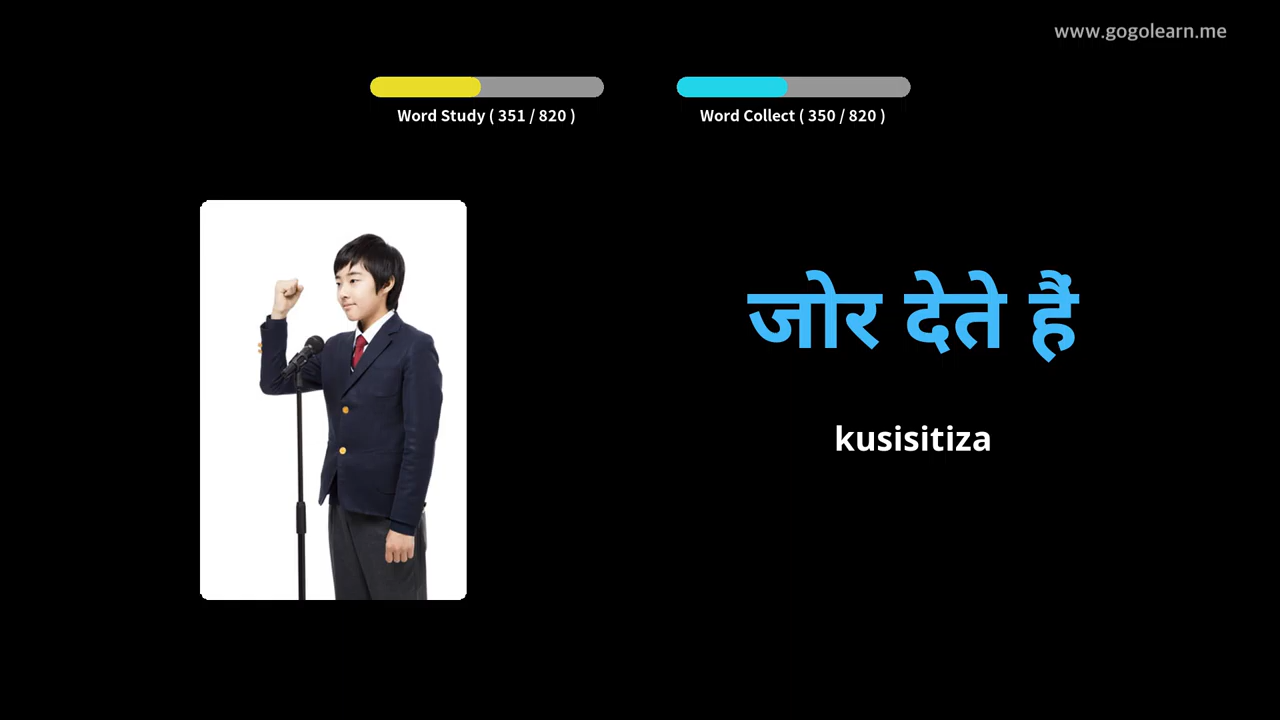 www.gogolearn.me
Word Study ( 351 / 820 )
Word Collect ( 350 / 820 )
जोर देते हैं
kusisitiza